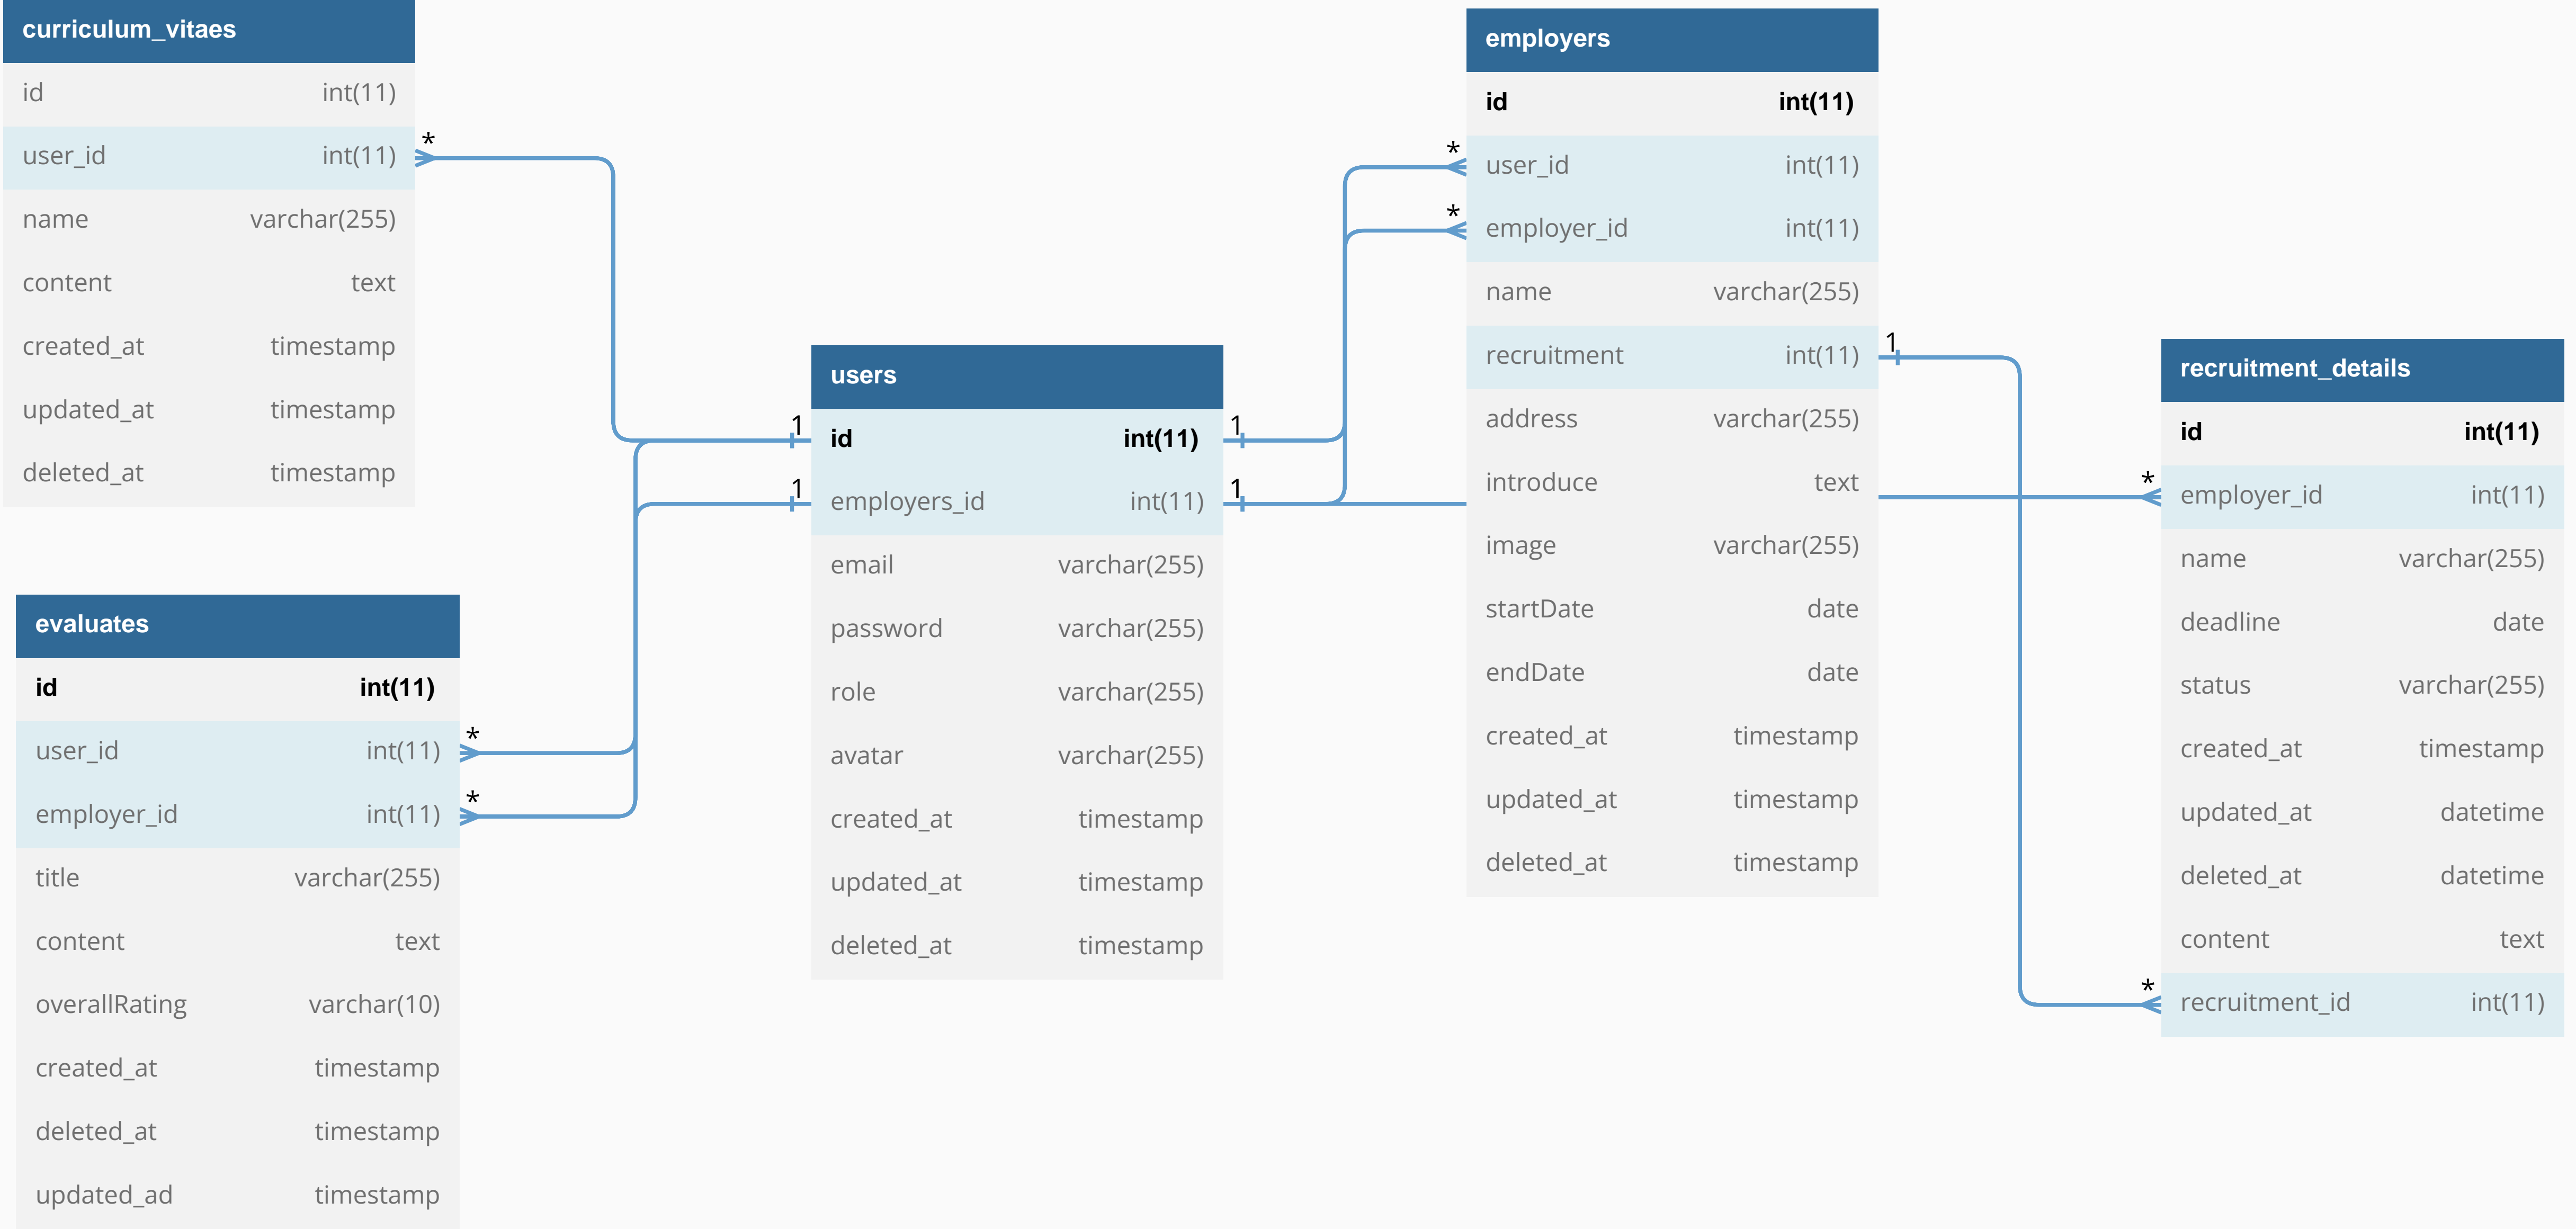 curriculum_vitaes
id int(11)
user_id int(11) *
name varchar(255)
content text
created_at timestamp
updated_at timestamp
deleted_at timestamp
evaluates
id int(11)
user_id int(11) *
employer_id int(11) *
title varchar(255)
content text
overallRating varchar(10)
created_at timestamp
deleted_at timestamp
updated_ad timestamp
users
1 id int(11) 1
1 employers_id int(11) 1
email varchar(255)
password varchar(255)
role varchar(255)
avatar varchar(255)
created_at timestamp
updated_at timestamp
deleted_at timestamp
employers
id int(11)
* user_id int(11)
* employer_id int(11)
name varchar(255)
recruitment int(11) 1
address varchar(255)
introduce text
image varchar(255)
startDate date
endDate date
created_at timestamp
updated_at timestamp
deleted_at timestamp
recruitment_details
id int(11)
* employer_id int(11)
name varchar(255)
deadline date
status varchar(255)
created_at timestamp
updated_at datetime
deleted_at datetime
content text
* recruitment_id int(11)